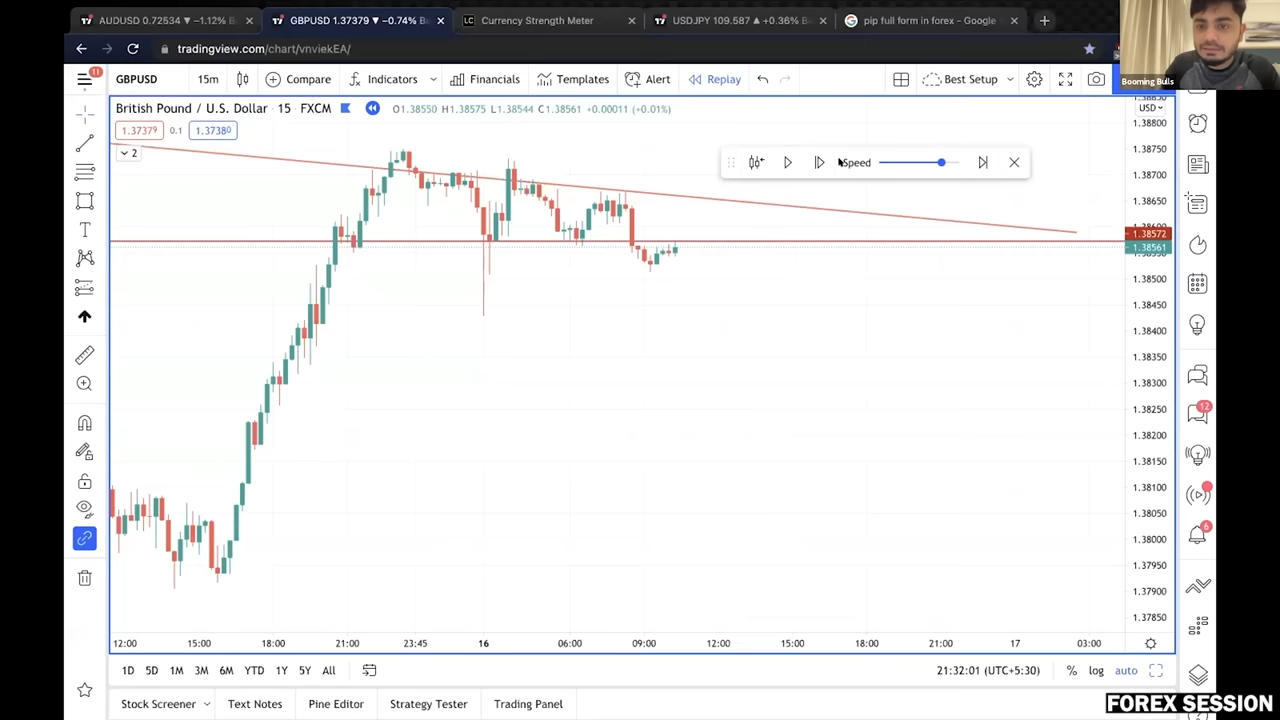 AUDUSD 0.72534 ▼ −1.12% B
GBPUSD 1.37379 ▼ −0.74% B
LC Currency Strength Meter
USDJPY 109.587 ▲ +0.36% B
pip full form in forex - Google
tradingview.com/chart/vnviekEA/
Booming Bulls
11
GBPUSD 15m Compare Indicators Financials Templates Alert Replay Best Setup
British Pound / U.S. Dollar · 15 · FXCM O1.38550 H1.38575 L1.38544 C1.38561 +0.00011 (+0.01%)
USD
1.37379 0.1 1.37380
2
Speed
1.38800
1.38750
1.38700
1.38650
1.38572
1.38561
1.38500
1.38450
1.38400
1.38350
1.38300
1.38250
1.38200
1.38150
1.38100
1.38050
1.38000
1.37950
1.37900
1.37850
12
6
12:00 15:00 18:00 21:00 23:45 16 06:00 09:00 12:00 15:00 18:00 21:00 17 03:00
1D 5D 1M 3M 6M YTD 1Y 5Y All 21:32:01 (UTC+5:30) % log auto
Stock Screener Text Notes Pine Editor Strategy Tester Trading Panel
FOREX SESSION